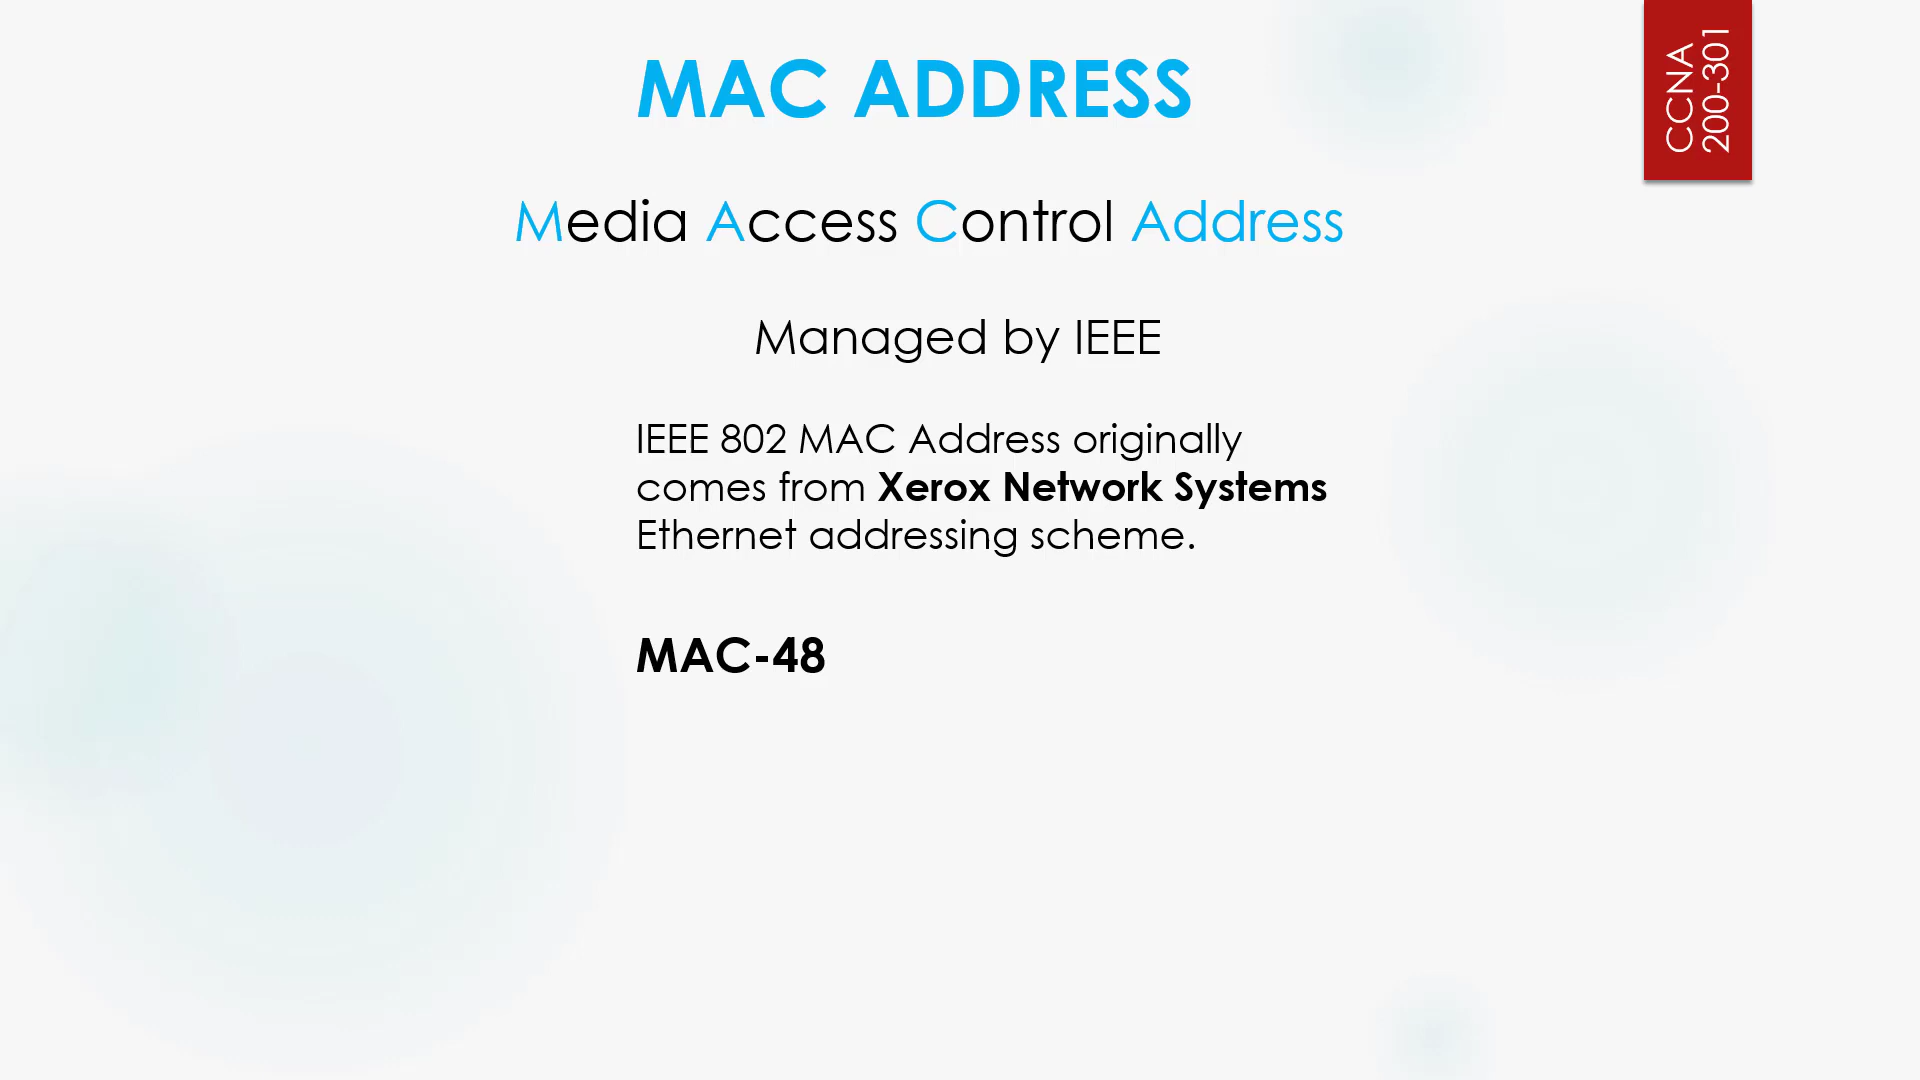 MAC ADDRESS
CCNA
200-301
Media Access Control Address
Managed by IEEE
IEEE 802 MAC Address originally
comes from Xerox Network Systems
Ethernet addressing scheme.
MAC-48